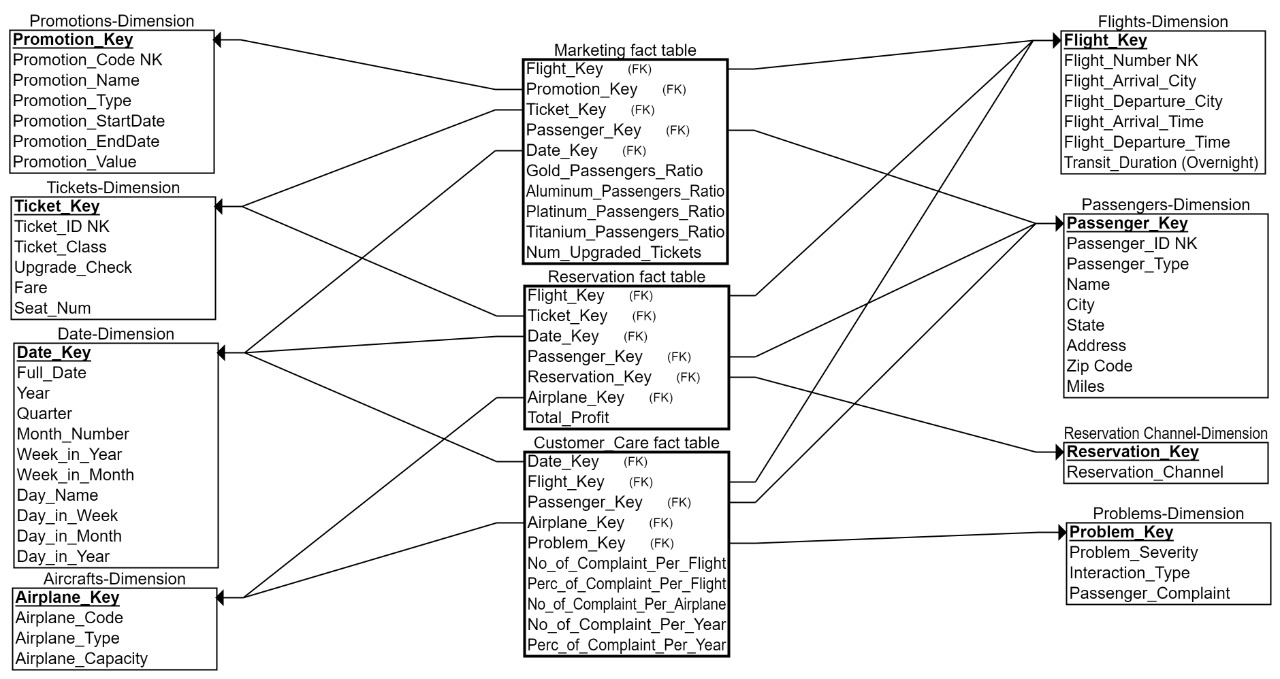 Promotions-Dimension
Promotion_Key
Promotion_Code NK
Promotion_Name
Promotion_Type
Promotion_StartDate
Promotion_EndDate
Promotion_Value
Tickets-Dimension
Ticket_Key
Ticket_ID NK
Ticket_Class
Upgrade_Check
Fare
Seat_Num
Date-Dimension
Date_Key
Full_Date
Year
Quarter
Month_Number
Week_in_Year
Week_in_Month
Day_Name
Day_in_Week
Day_in_Month
Day_in_Year
Aircrafts-Dimension
Airplane_Key
Airplane_Code
Airplane_Type
Airplane_Capacity
Marketing fact table
Flight_Key (FK)
Promotion_Key (FK)
Ticket_Key (FK)
Passenger_Key (FK)
Date_Key (FK)
Gold_Passengers_Ratio
Aluminum_Passengers_Ratio
Platinum_Passengers_Ratio
Titanium_Passengers_Ratio
Num_Upgraded_Tickets
Reservation fact table
Flight_Key (FK)
Ticket_Key (FK)
Date_Key (FK)
Passenger_Key (FK)
Reservation_Key (FK)
Airplane_Key (FK)
Total_Profit
Customer_Care fact table
Date_Key (FK)
Flight_Key (FK)
Passenger_Key (FK)
Airplane_Key (FK)
Problem_Key (FK)
No_of_Complaint_Per_Flight
Perc_of_Complaint_Per_Flight
No_of_Complaint_Per_Airplane
No_of_Complaint_Per_Year
Perc_of_Complaint_Per_Year
Flights-Dimension
Flight_Key
Flight_Number NK
Flight_Arrival_City
Flight_Departure_City
Flight_Arrival_Time
Flight_Departure_Time
Transit_Duration (Overnight)
Passengers-Dimension
Passenger_Key
Passenger_ID NK
Passenger_Type
Name
City
State
Address
Zip Code
Miles
Reservation Channel-Dimension
Reservation_Key
Reservation_Channel
Problems-Dimension
Problem_Key
Problem_Severity
Interaction_Type
Passenger_Complaint